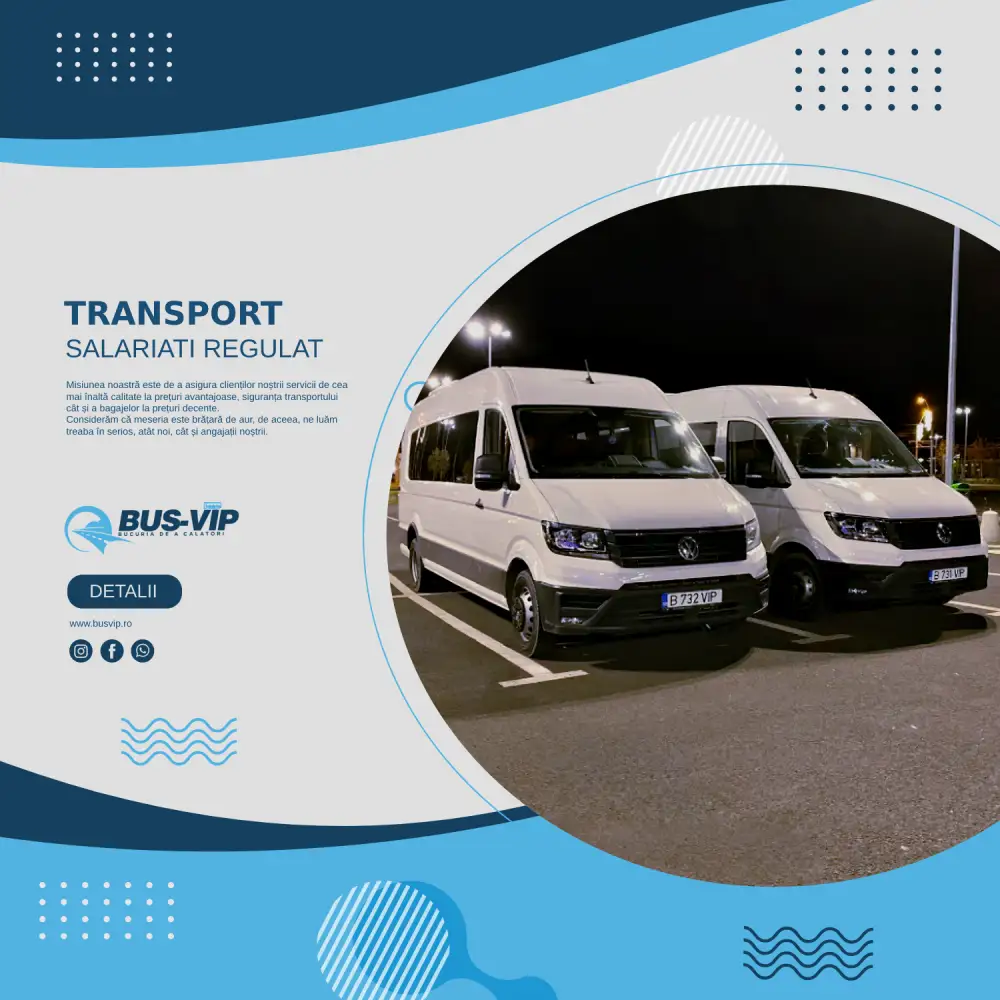 TRANSPORT
SALARIATI REGULAT
Misiunea noastră este de a asigura clienților noștrii servicii de cea
mai înaltă calitate la prețuri avantajoase, siguranța transportului
cât și a bagajelor la prețuri decente.
Considerăm că meseria este brățară de aur, de aceea, ne luăm
treaba în serios, atât noi, cât și angajații noștrii.
BUS-VIP
BUCURIA DE A CALATORI
DETALII
www.busvip.ro
B 732 VIP
B 731 VIP